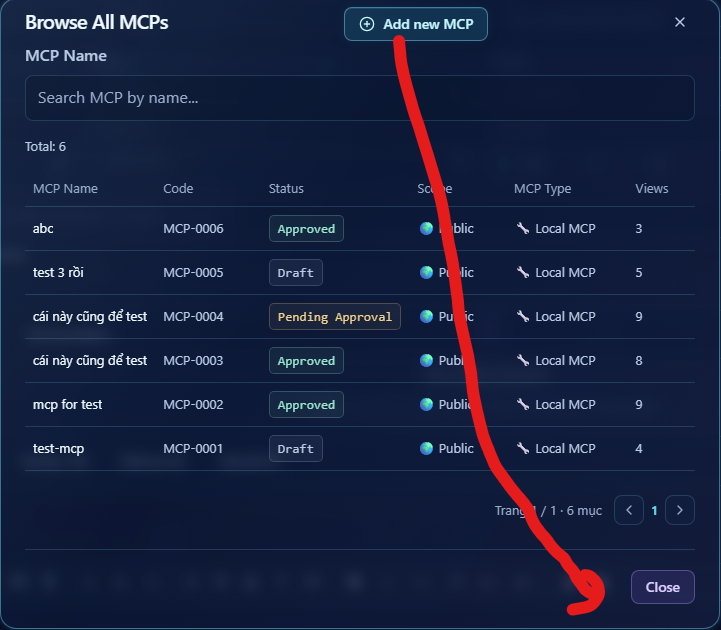 Browse All MCPs
Add new MCP
MCP Name
Search MCP by name...
Total: 6
MCP Name Code Status Scope MCP Type Views
abc MCP-0006 Approved Public Local MCP 3
test 3 rồi MCP-0005 Draft Public Local MCP 5
cái này cũng để test MCP-0004 Pending Approval Public Local MCP 9
cái này cũng để test MCP-0003 Approved Public Local MCP 8
mcp for test MCP-0002 Approved Public Local MCP 9
test-mcp MCP-0001 Draft Public Local MCP 4
Trang 1 / 1 · 6 mục 1
Close